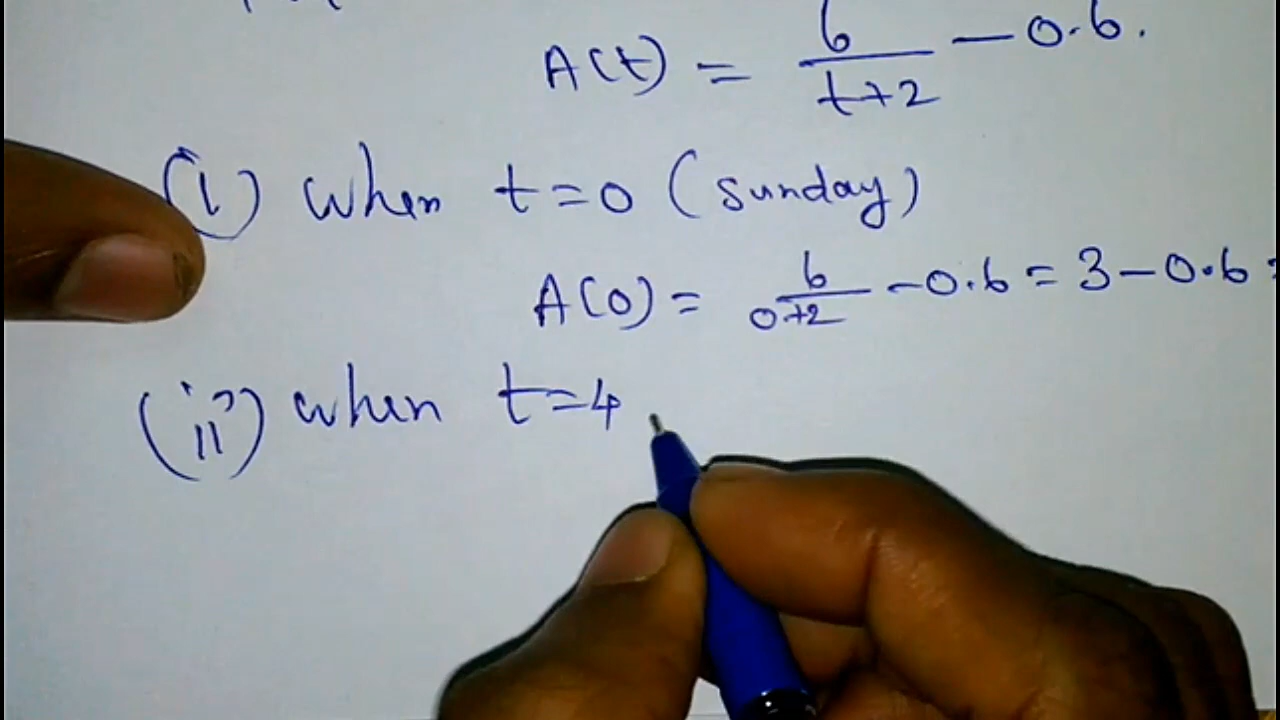 A(t) = 6/(t+2) - 0.6.
(i) when t=0 (sunday)
A(0) = 6/(0+2) - 0.6 = 3 - 0.6 =
(ii) when t=4